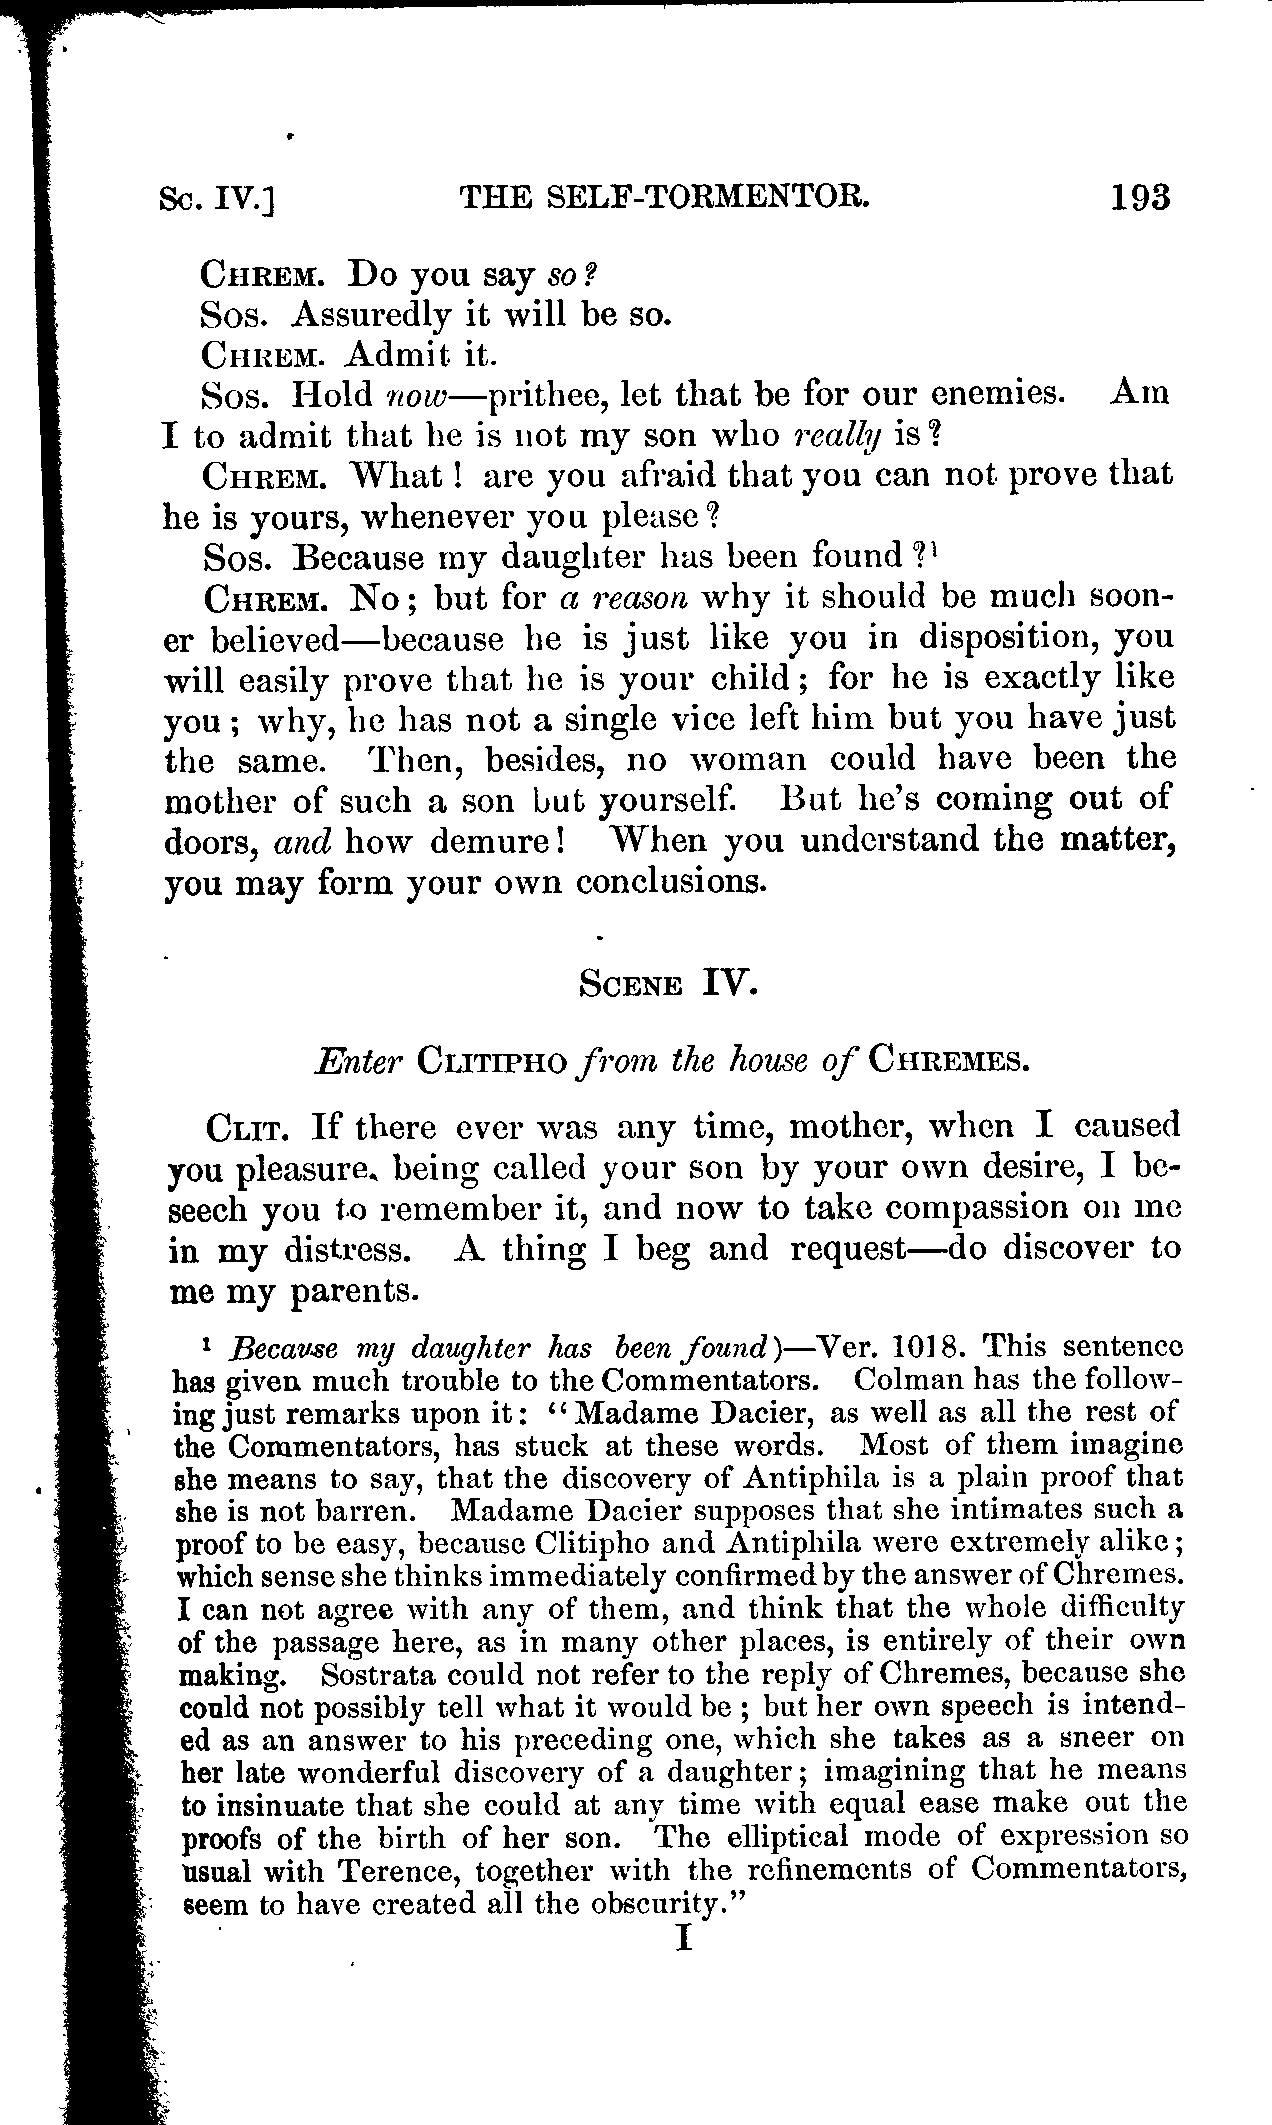 Sc. IV.] THE SELF-TORMENTOR. 193
Chrem. Do you say so?
Sos. Assuredly it will be so.
Chrem. Admit it.
Sos. Hold now—prithee, let that be for our enemies. Am
I to admit that he is not my son who really is?
Chrem. What! are you afraid that you can not prove that
he is yours, whenever you please?
Sos. Because my daughter has been found?¹
Chrem. No; but for a reason why it should be much soon-
er believed—because he is just like you in disposition, you
will easily prove that he is your child; for he is exactly like
you; why, he has not a single vice left him but you have just
the same. Then, besides, no woman could have been the
mother of such a son but yourself. But he's coming out of
doors, and how demure! When you understand the matter,
you may form your own conclusions.
Scene IV.
Enter Clitipho from the house of Chremes.
Clit. If there ever was any time, mother, when I caused
you pleasure, being called your son by your own desire, I be-
seech you to remember it, and now to take compassion on me
in my distress. A thing I beg and request—do discover to
me my parents.
¹ Because my daughter has been found)—Ver. 1018. This sentence
has given much trouble to the Commentators. Colman has the follow-
ing just remarks upon it: "Madame Dacier, as well as all the rest of
the Commentators, has stuck at these words. Most of them imagine
she means to say, that the discovery of Antiphila is a plain proof that
she is not barren. Madame Dacier supposes that she intimates such a
proof to be easy, because Clitipho and Antiphila were extremely alike;
which sense she thinks immediately confirmed by the answer of Chremes.
I can not agree with any of them, and think that the whole difficulty
of the passage here, as in many other places, is entirely of their own
making. Sostrata could not refer to the reply of Chremes, because she
could not possibly tell what it would be; but her own speech is intend-
ed as an answer to his preceding one, which she takes as a sneer on
her late wonderful discovery of a daughter; imagining that he means
to insinuate that she could at any time with equal ease make out the
proofs of the birth of her son. The elliptical mode of expression so
usual with Terence, together with the refinements of Commentators,
seem to have created all the obscurity."
I